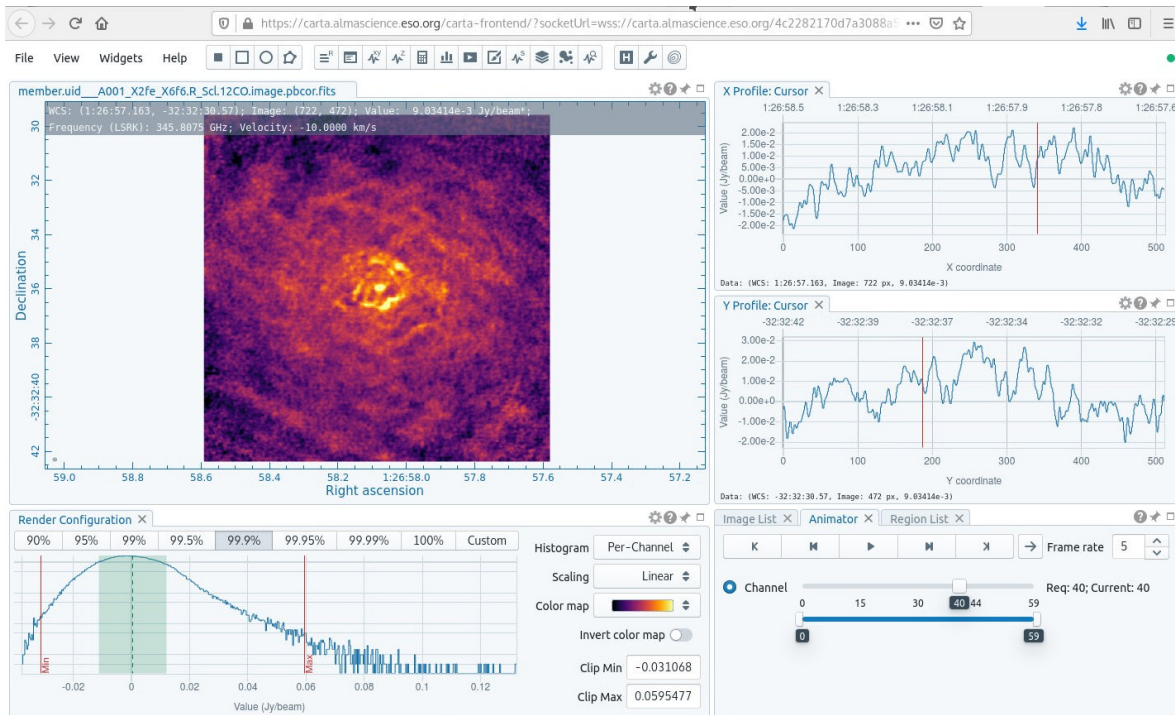 https://carta.almascience.eso.org/carta-frontend/?socketUrl=wss://carta.almascience.eso.org/4c2282170d7a3088a5
File View Widgets Help
member.uid___A001_X2fe_X6f6.R_Scl.12CO.image.pbcor.fits
WCS: (1:26:57.163, -32:32:30.57); Image: (722, 472); Value: 9.03414e-3 Jy/beam*;
Frequency (LSRK): 345.8075 GHz; Velocity: -10.0000 km/s
30
32
34
36
38
-32:32:40
42
Declination
59.0 58.8 58.6 58.4 58.2 1:26:58.0 57.8 57.6 57.4 57.2
Right ascension
X Profile: Cursor
1:26:58.5 1:26:58.3 1:26:58.1 1:26:57.9 1:26:57.8 1:26:57.6
2.00e-2
1.50e-2
1.00e-2
5.00e-3
0.00e+0
-5.00e-3
-1.00e-2
-1.50e-2
-2.00e-2
Value (Jy/beam)
0 100 200 300 400 500
X coordinate
Data: (WCS: 1:26:57.163, Image: 722 px, 9.03414e-3)
Y Profile: Cursor
-32:32:42 -32:32:39 -32:32:37 -32:32:34 -32:32:32 -32:32:29
3.00e-2
2.00e-2
1.00e-2
0.00e+0
-1.00e-2
-2.00e-2
Value (Jy/beam)
0 100 200 300 400 500
Y coordinate
Data: (WCS: -32:32:30.57, Image: 472 px, 9.03414e-3)
Render Configuration
90% 95% 99% 99.5% 99.9% 99.95% 99.99% 100% Custom
Min
Max
-0.02 0 0.02 0.04 0.06 0.08 0.1 0.12
Value (Jy/beam)
Histogram Per-Channel
Scaling Linear
Color map
Invert color map
Clip Min -0.031068
Clip Max 0.0595477
Image List Animator Region List
Frame rate 5
Channel Req: 40; Current: 40
0 15 30 40 44 59
0 59